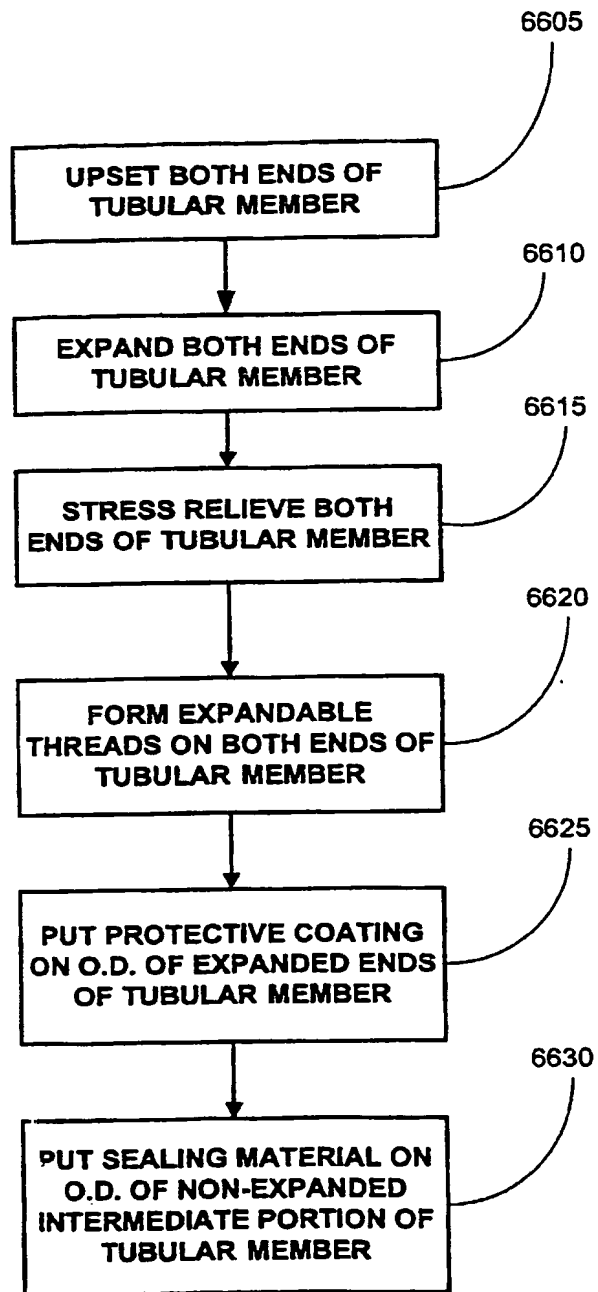 6605
UPSET BOTH ENDS OF
TUBULAR MEMBER
6610
EXPAND BOTH ENDS OF
TUBULAR MEMBER
6615
STRESS RELIEVE BOTH
ENDS OF TUBULAR MEMBER
6620
FORM EXPANDABLE
THREADS ON BOTH ENDS OF
TUBULAR MEMBER
6625
PUT PROTECTIVE COATING
ON O.D. OF EXPANDED ENDS
OF TUBULAR MEMBER
6630
PUT SEALING MATERIAL ON
O.D. OF NON-EXPANDED
INTERMEDIATE PORTION OF
TUBULAR MEMBER